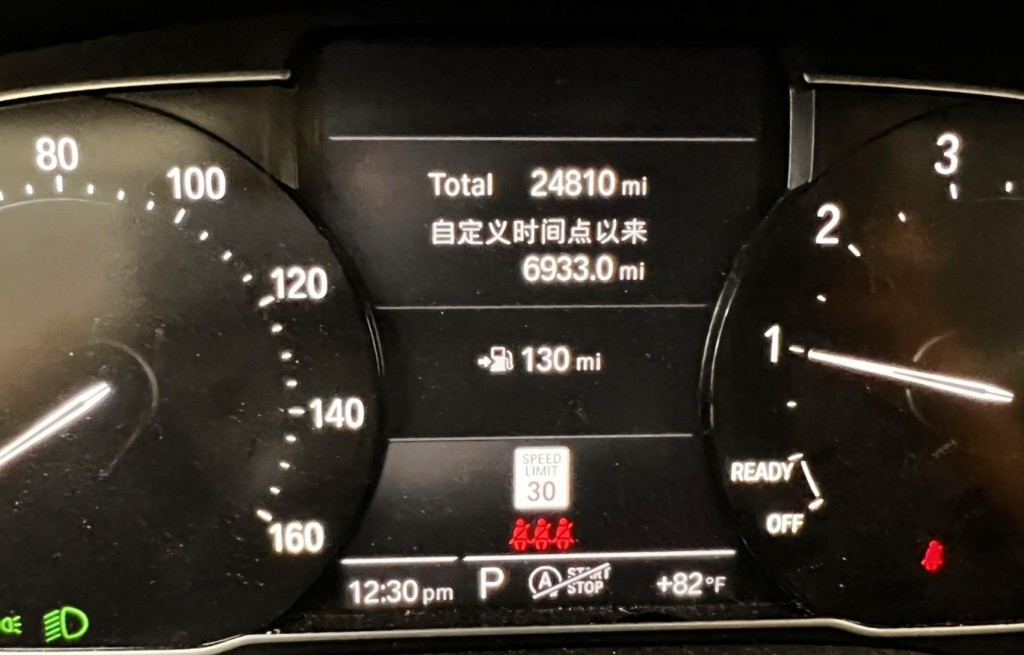 80
100
120
140
160
Total 24810 mi
自定义时间点以来
6933.0 mi
130 mi
SPEED
LIMIT
30
12:30 pm P A START STOP +82°F
3
2
1
READY
OFF